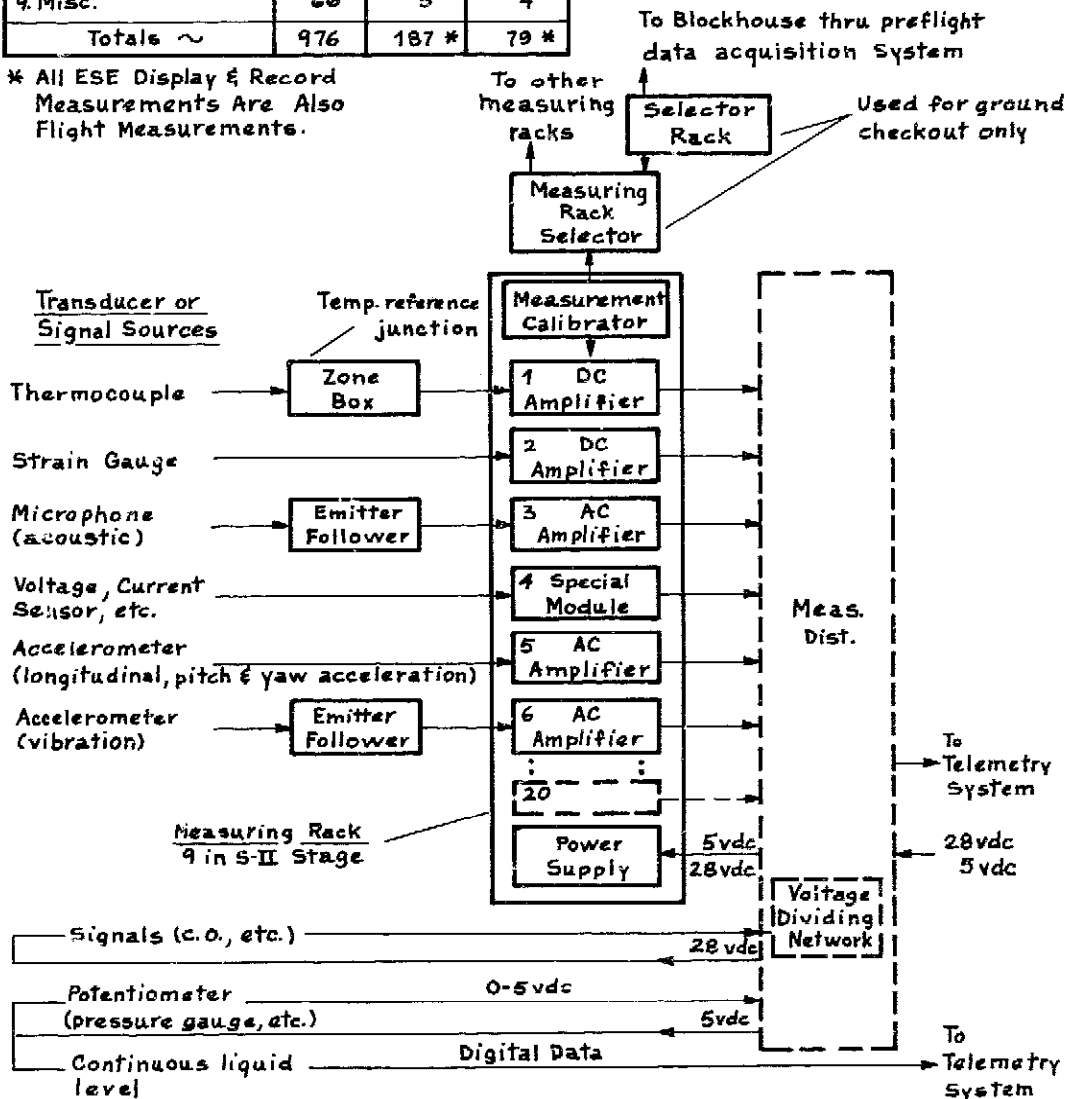 9. Misc. 60 5 4
Totals ~ 976 187 * 79 *
* All ESE Display & Record
Measurements Are Also
Flight Measurements.
To Blockhouse thru preflight
data acquisition System
To other
measuring
racks
Selector
Rack
Used for ground
checkout only
Measuring
Rack
Selector
Transducer or
Signal Sources
Temp. reference
junction
Measurement
Calibrator
Thermocouple
Zone
Box
1 DC
Amplifier
Strain Gauge
2 DC
Amplifier
Microphone
(acoustic)
Emitter
Follower
3 AC
Amplifier
Voltage, Current
Sensor, etc.
4 Special
Module
Meas.
Dist.
Accelerometer
(longitudinal, pitch & yaw acceleration)
5 AC
Amplifier
Accelerometer
(vibration)
Emitter
Follower
6 AC
Amplifier
To
Telemetry
System
20
Measuring Rack
9 in S-II Stage
Power
Supply
5vdc
28vdc
28vdc
5vdc
Voltage
Dividing
Network
Signals (c.o., etc.)
28 vdc
Potentiometer
(pressure gauge, etc.)
0-5vdc
5vdc
Continuous liquid
level
Digital Data
To
Telemetry
System